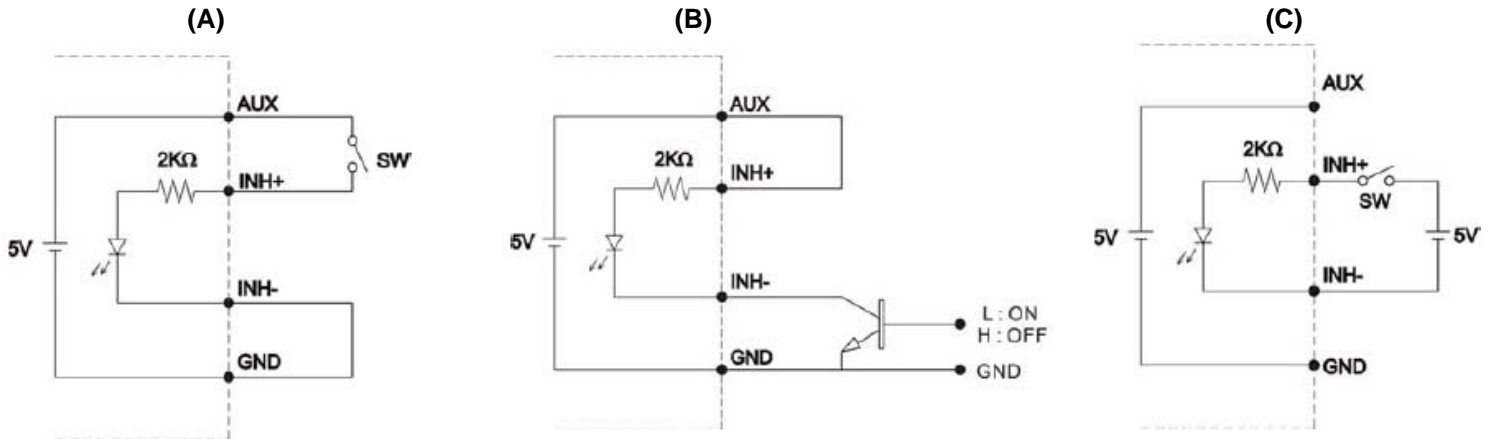 (A)
AUX
2KΩ
SW
INH+
5V
INH-
GND
(B)
AUX
2KΩ
INH+
5V
INH-
L : ON
H : OFF
GND
GND
(C)
AUX
2KΩ
INH+
SW
5V
5V
INH-
GND